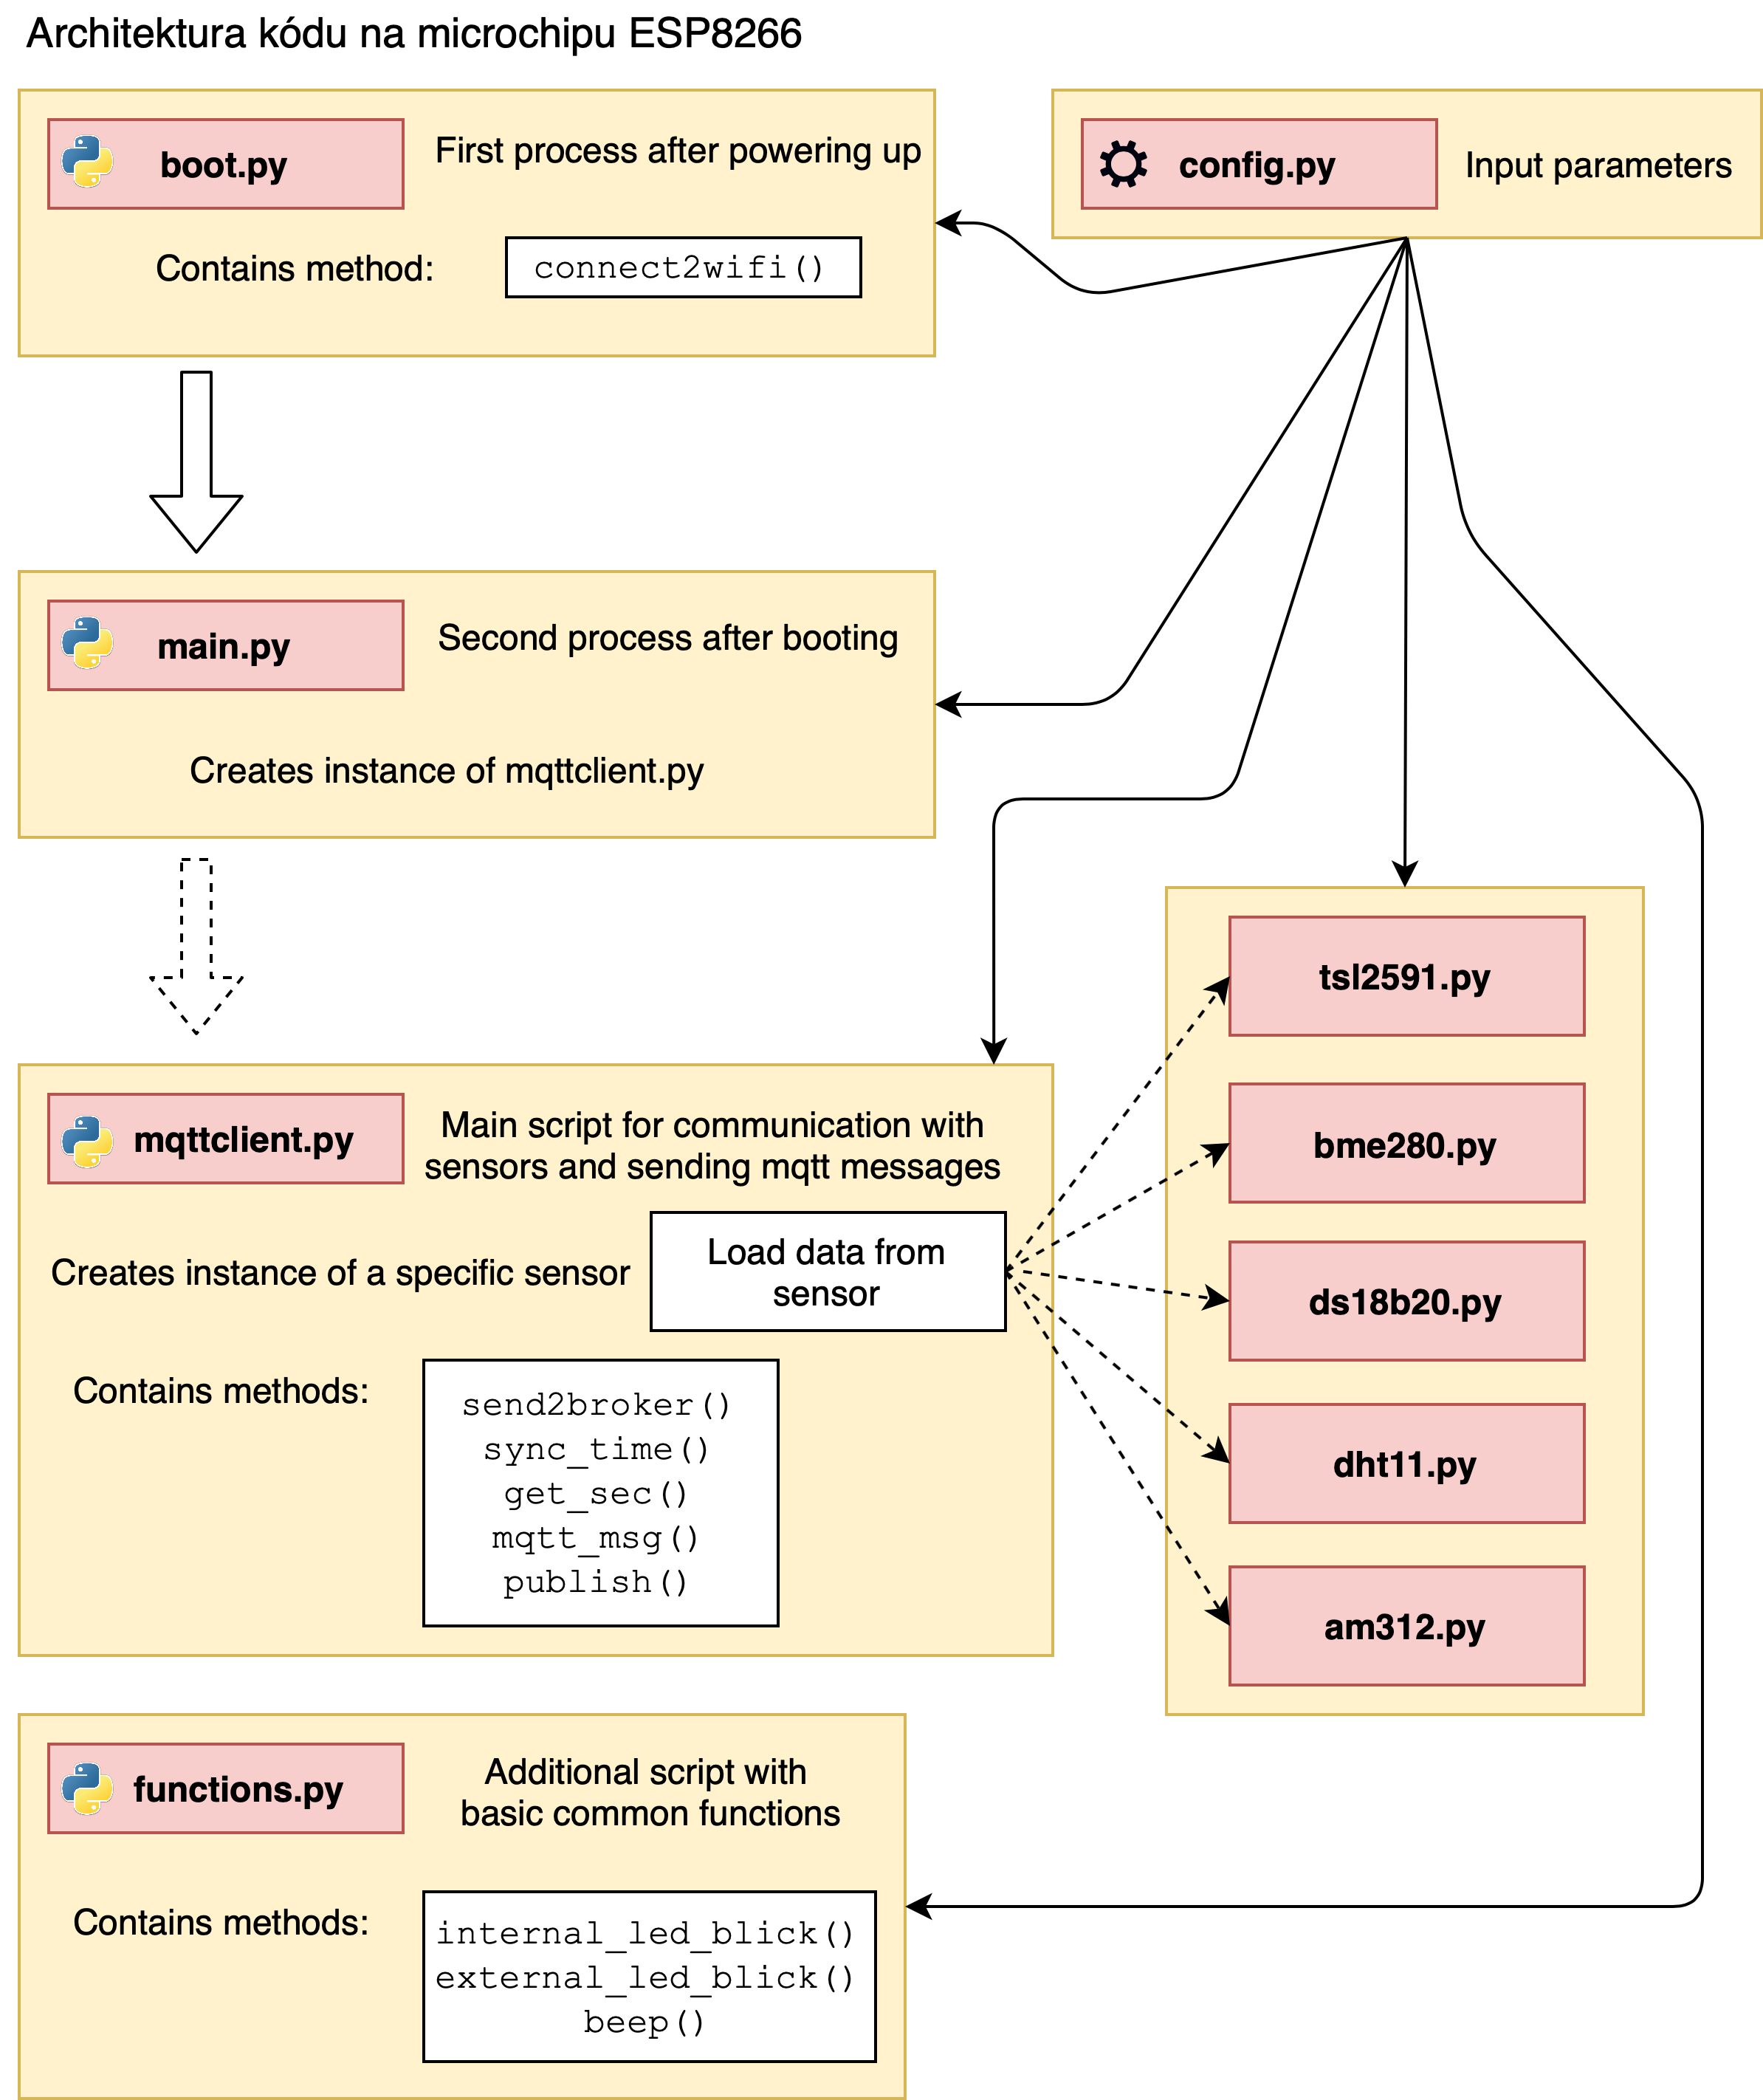 Architektura kódu na microchipu ESP8266
boot.py
First process after powering up
Contains method:
connect2wifi()
config.py
Input parameters
main.py
Second process after booting
Creates instance of mqttclient.py
mqttclient.py
Main script for communication with
sensors and sending mqtt messages
Creates instance of a specific sensor
Load data from
sensor
Contains methods:
send2broker()
sync_time()
get_sec()
mqtt_msg()
publish()
tsl2591.py
bme280.py
ds18b20.py
dht11.py
am312.py
functions.py
Additional script with
basic common functions
Contains methods:
internal_led_blick()
external_led_blick()
beep()